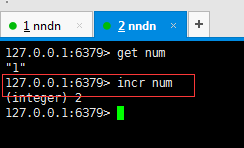 1 nndn
2 nndn
127.0.0.1:6379> get num
"1"
127.0.0.1:6379> incr num
(integer) 2
127.0.0.1:6379>